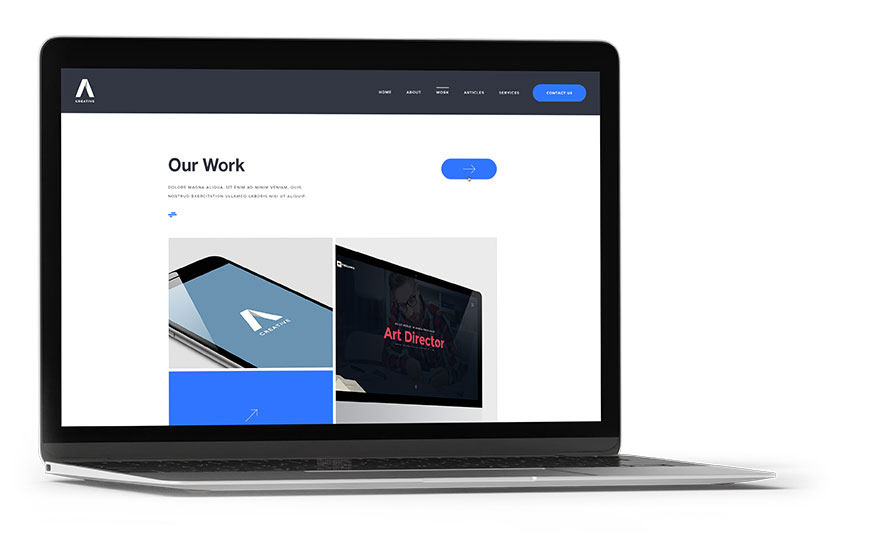 CREATIVE
HOME
ABOUT
WORK
ARTICLES
SERVICES
CONTACT US
Our Work
DOLORE MAGNA ALIQUA. UT ENIM AD MINIM VENIAM, QUIS
NOSTRUD EXERCITATION ULLAMCO LABORIS NISI UT ALIQUIP.
CREATIVE
Art Director